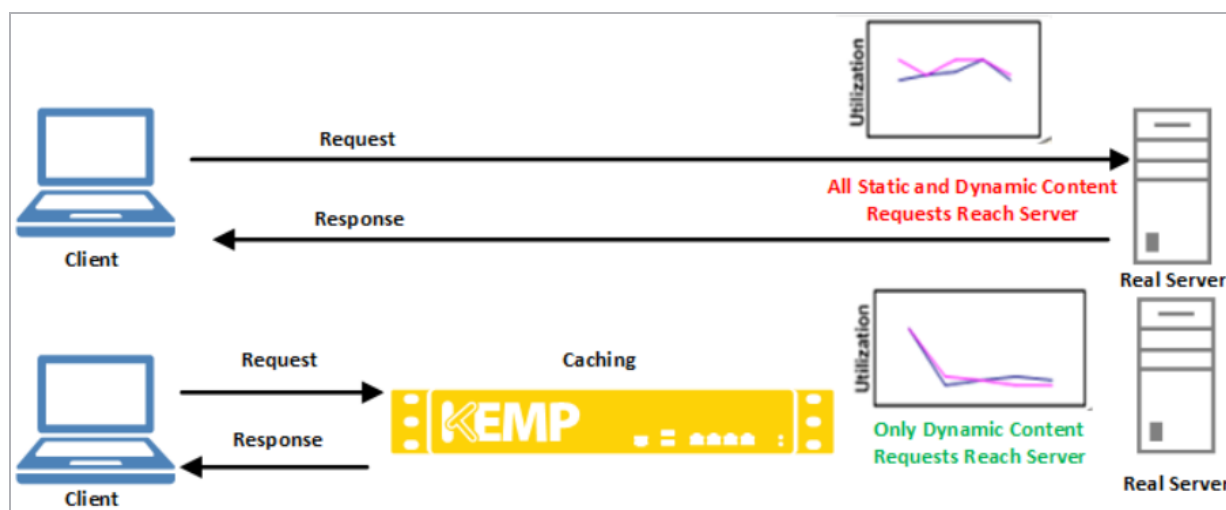 Utilization
Request
All Static and Dynamic Content
Requests Reach Server
Response
Client
Real Server
Utilization
Request
Caching
KEMP
Only Dynamic Content
Requests Reach Server
Response
Client
Real Server